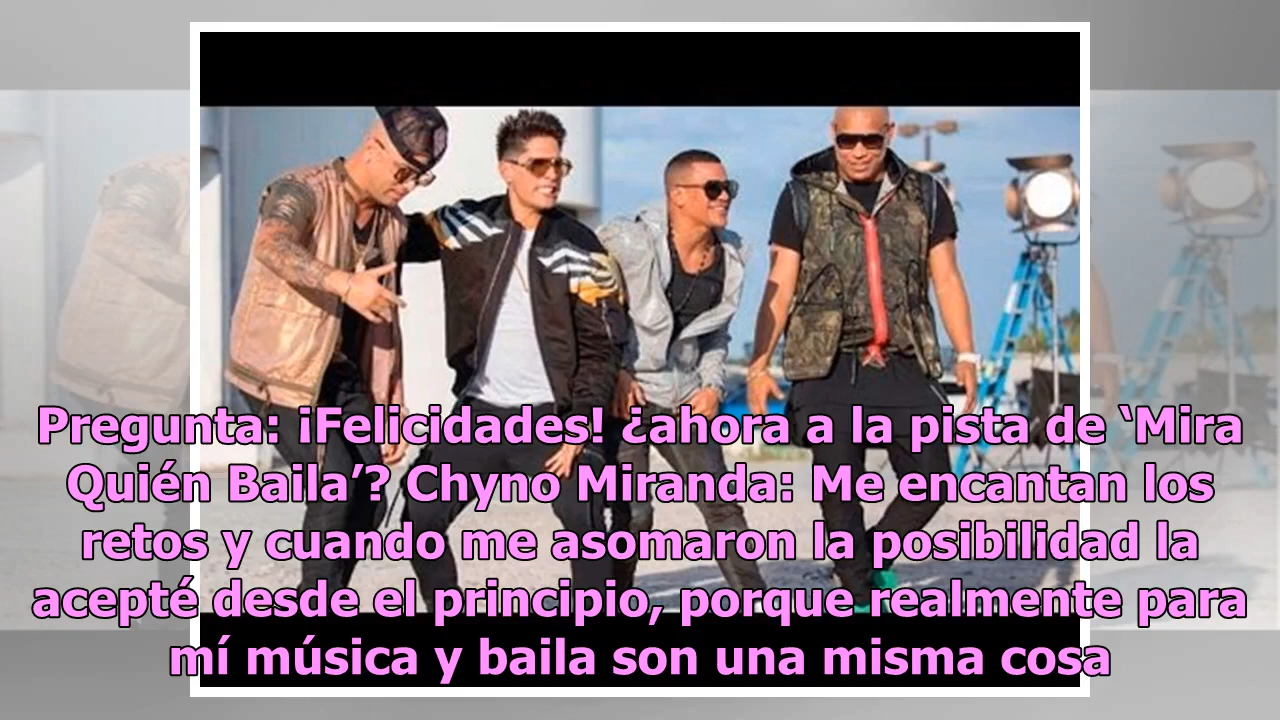 Pregunta: ¡Felicidades! ¿ahora a la pista de ‘Mira
Quién Baila’? Chyno Miranda: Me encantan los
retos y cuando me asomaron la posibilidad la
acepté desde el principio, porque realmente para
mí música y baila son una misma cosa